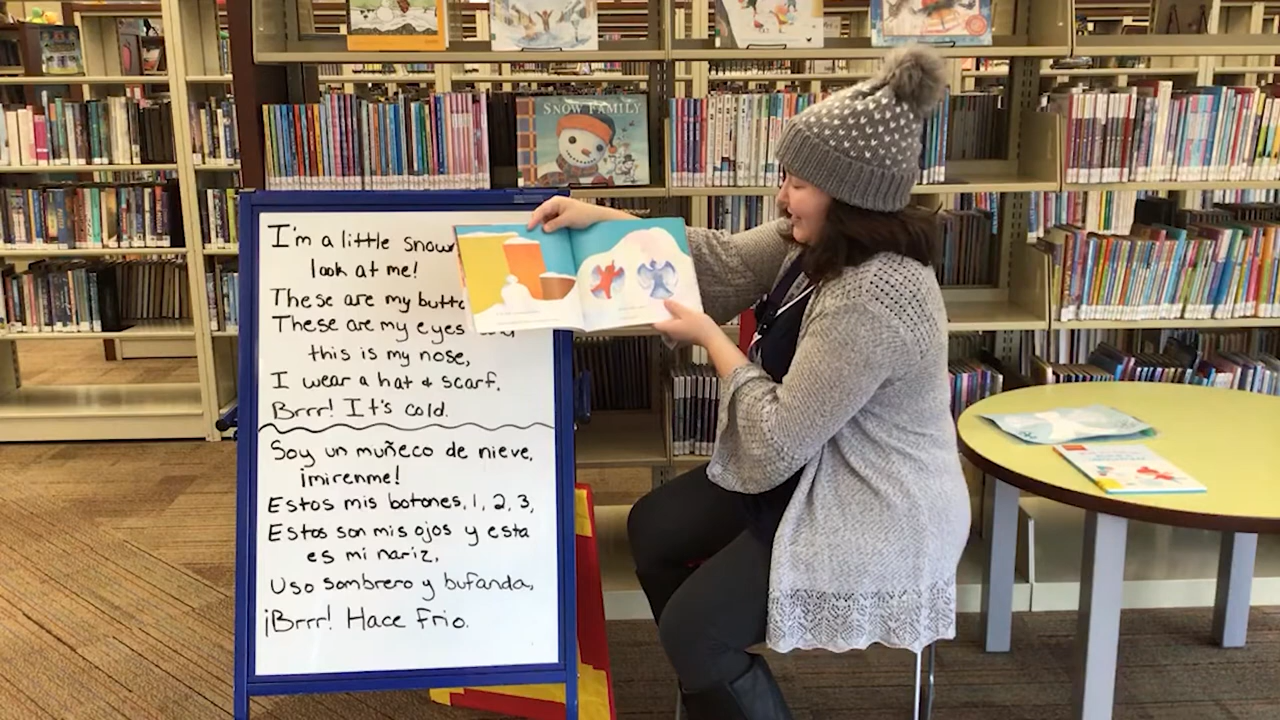 SNOW FAMILY
I'm a little snow
look at me!
These are my butto
These are my eyes
this is my nose,
I wear a hat & scarf.
Brrr! It's cold.
Soy un muñeco de nieve,
¡mirenme!
Estos mis botones, 1, 2, 3,
Estos son mis ojos y esta
es mi nariz,
Uso sombrero y bufanda,
¡Brrr! Hace Frio.